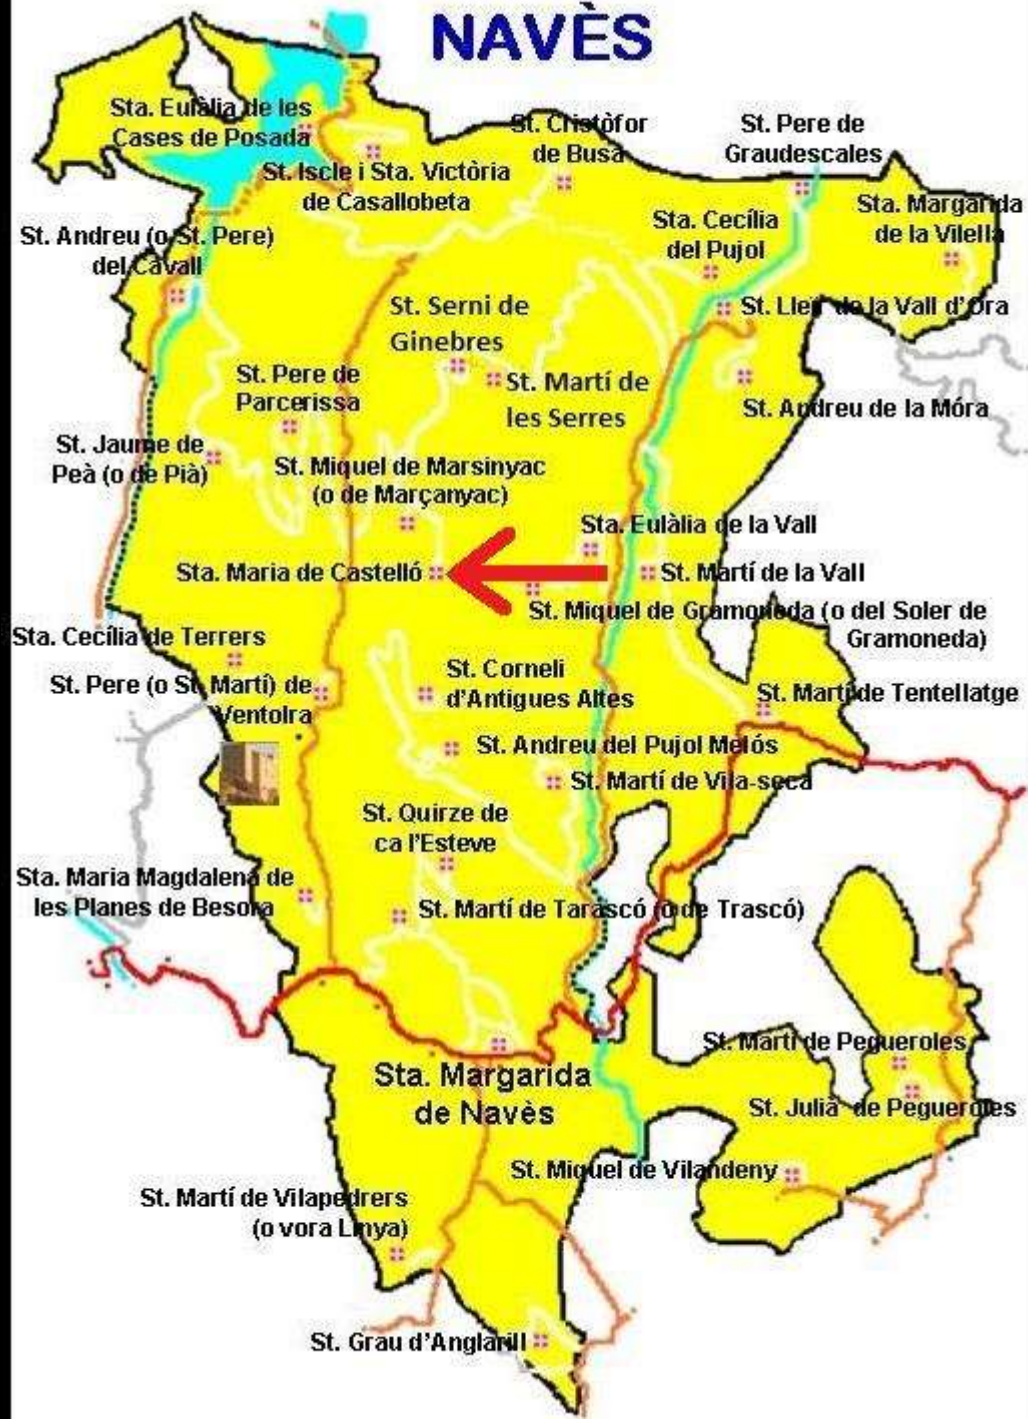 NAVÈS
Sta. Eulàlia de les
Cases de Posada
St. Cristòfor
de Busa
St. Pere de
Graudescales
St. Iscle i Sta. Victòria
de Casallobeta
Sta. Margarida
de la Vilella
Sta. Cecília
del Pujol
St. Andreu (o St. Pere)
del Cavall
St. Serni de
Ginebres
St. Lleir de la Vall d'Ora
St. Pere de
Parcerissa
St. Martí de
les Serres
St. Andreu de la Móra
St. Jaume de
Peà (o de Pià)
St. Miquel de Marsinyac
(o de Marçanyac)
Sta. Eulàlia de la Vall
Sta. Maria de Castelló
St. Martí de la Vall
St. Miquel de Gramoneda (o del Soler de
Gramoneda)
Sta. Cecília de Terrers
St. Pere (o St. Martí) de
Ventolra
St. Corneli
d'Antigues Altes
St. Martí de Tentellatge
St. Andreu del Pujol Melós
St. Martí de Vila-seca
St. Quirze de
ca l'Esteve
Sta. Maria Magdalena de
les Planes de Besora
St. Martí de Tarascó (o de Trascó)
St. Martí de Pegueroles
Sta. Margarida
de Navès
St. Julià de Pegueroles
St. Miquel de Vilandeny
St. Martí de Vilapedrers
(o vora Linya)
St. Grau d'Anglarill